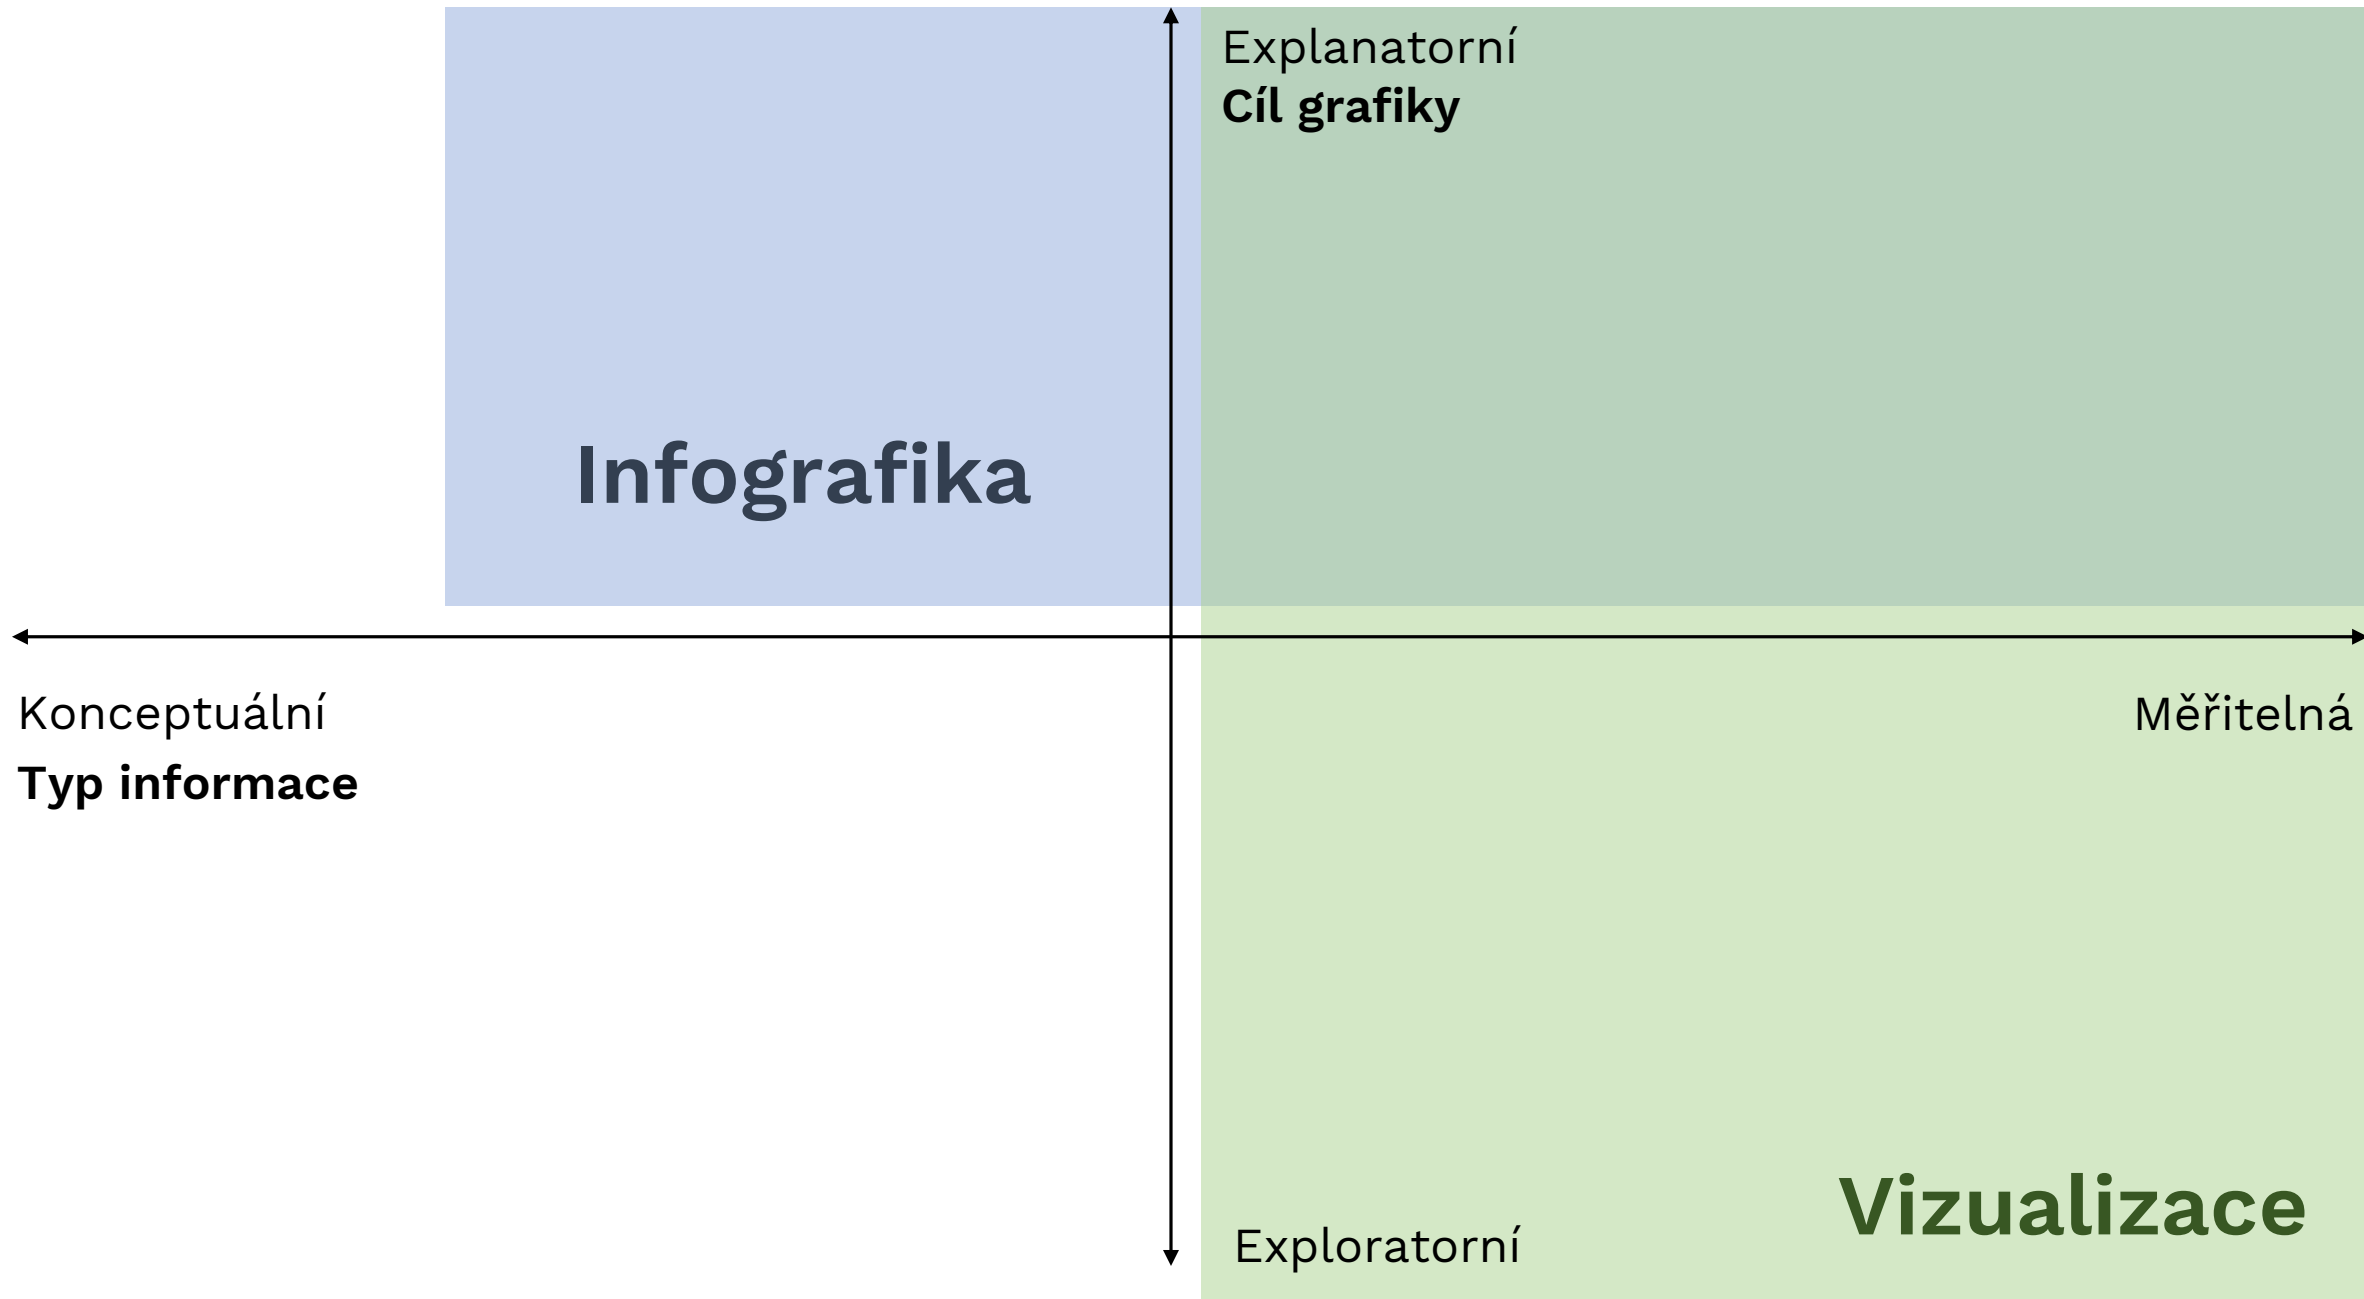 Explanatorní
Cíl grafiky
Infografika
Konceptuální
Měřitelná
Typ informace
Vizualizace
Exploratorní